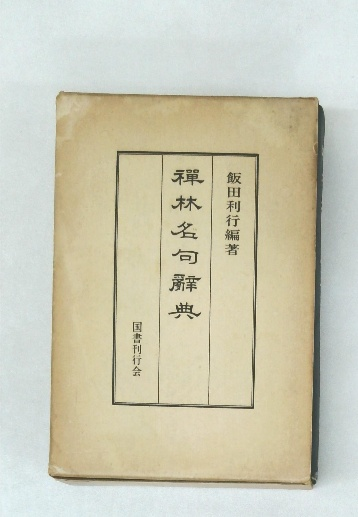 飯田利行編著
禪林名句辭典
国書刊行会